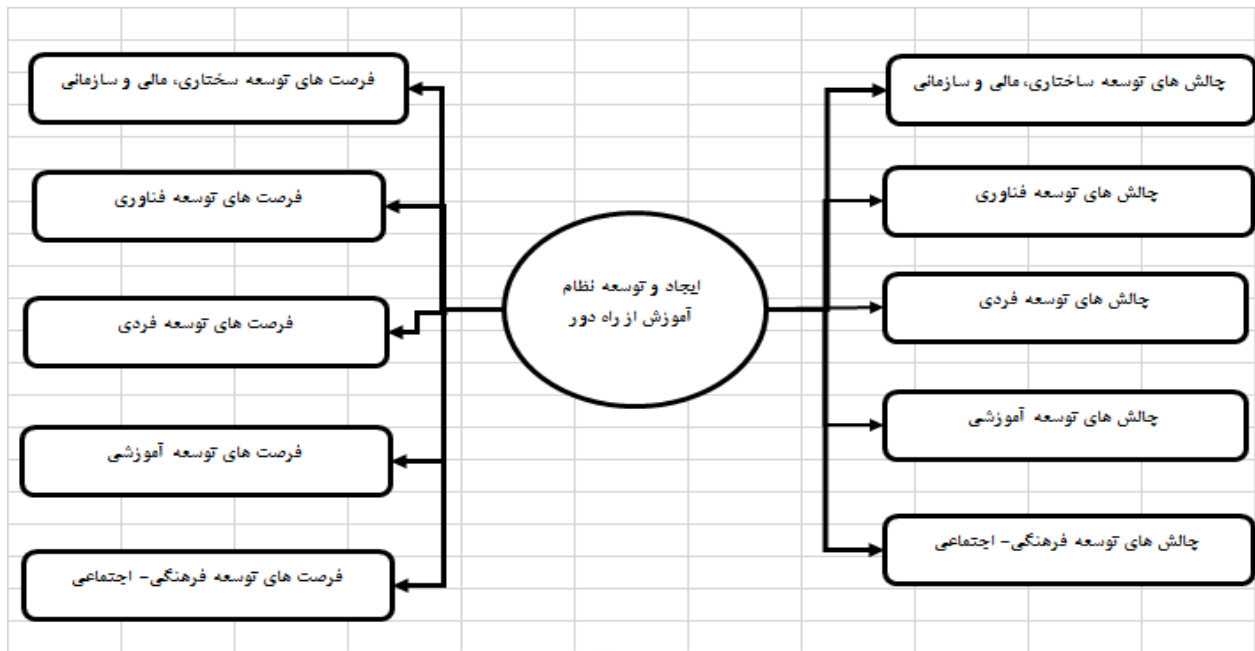 چالش های توسعه ساختاری، مالی و سازمانی
فرصت های توسعه سختاری، مالی و سازمانی
چالش های توسعه فناوری
فرصت های توسعه فناوری
ایجاد و توسعه نظام
آموزش از راه دور
چالش های توسعه فردی
فرصت های توسعه فردی
چالش های توسعه آموزشی
فرصت های توسعه آموزشی
چالش های توسعه فرهنگی- اجتماعی
فرصت های توسعه فرهنگی- اجتماعی